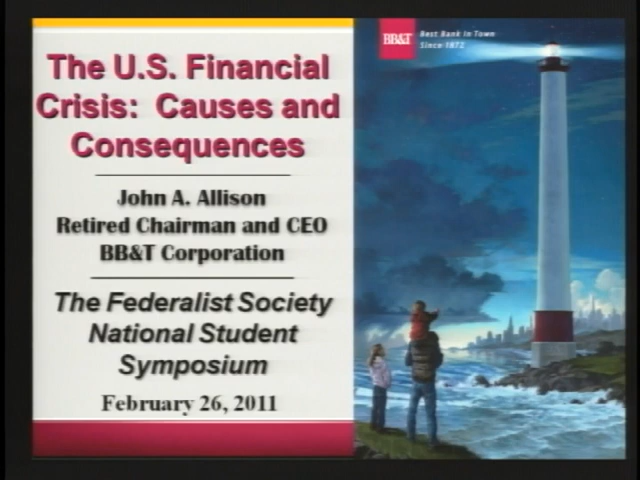 The U.S. Financial
Crisis: Causes and
Consequences
John A. Allison
Retired Chairman and CEO
BB&T Corporation
The Federalist Society
National Student
Symposium
February 26, 2011
BB&T
Best Bank in Town
Since 1872